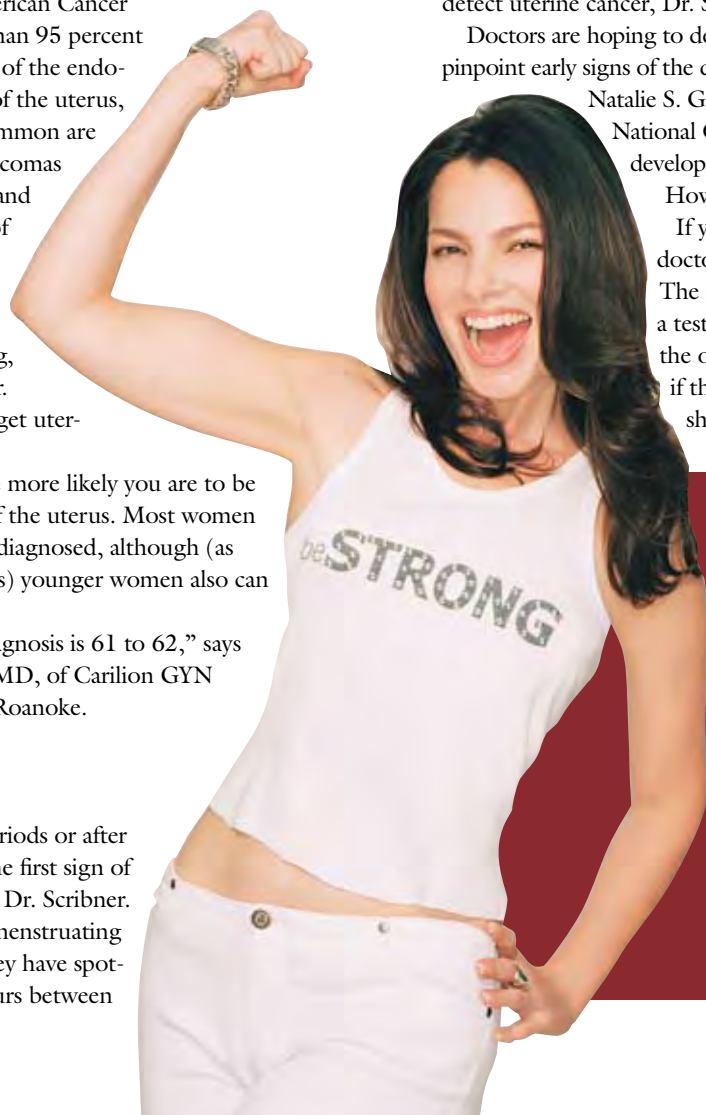 erican Cancer
han 95 percent
of the endo-
of the uterus,
mmon are
comas
and
of
g,
r.
get uter-
e more likely you are to be
f the uterus. Most women
diagnosed, although (as
s) younger women also can
gnosis is 61 to 62,” says
MD, of Carilion GYN
Roanoke.
riods or after
ne first sign of
Dr. Scribner.
menstruating
ey have spot-
urs between
detect uterine cancer, Dr. S
Doctors are hoping to de
pinpoint early signs of the c
Natalie S. G
National
develop
How
If y
docto
The
a test
the o
if th
sh
beSTRONG